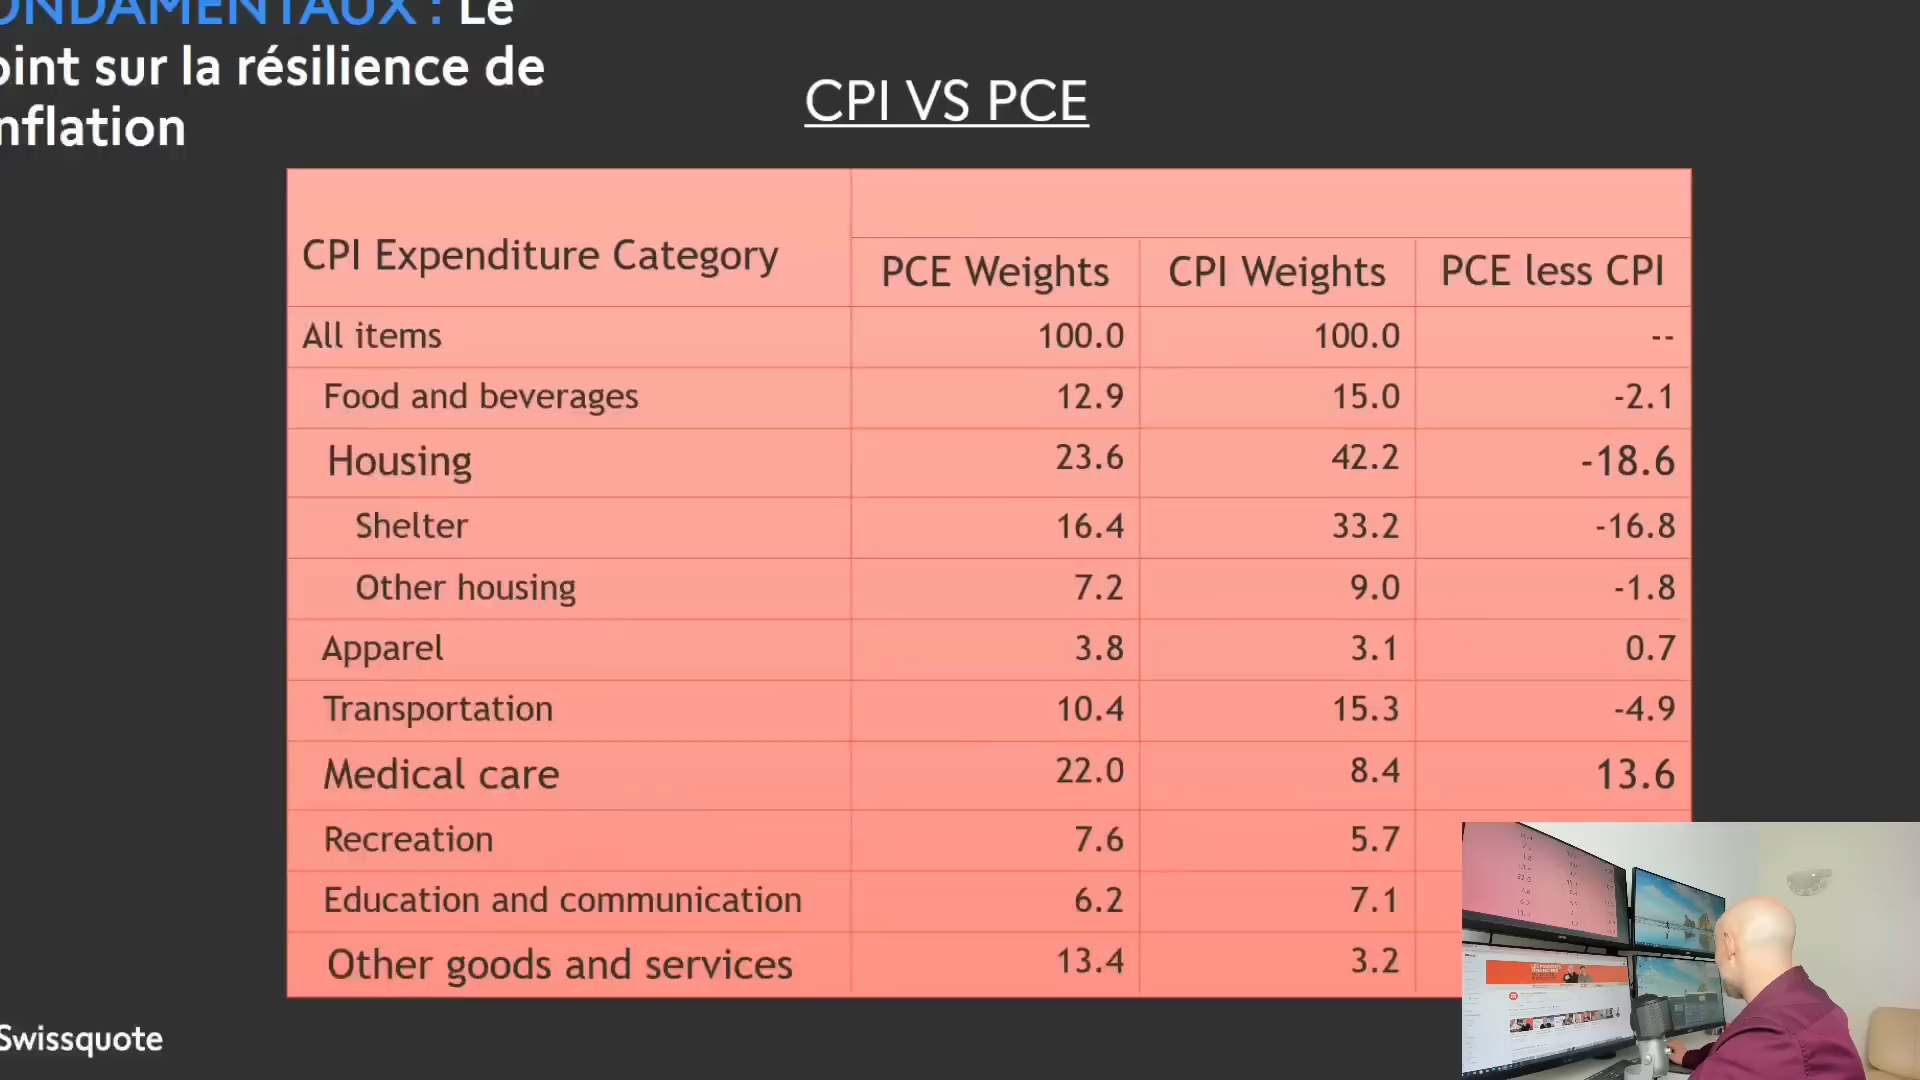 ONDAMENTAUX : Le
oint sur la résilience de
nflation
CPI VS PCE
CPI Expenditure Category
PCE Weights CPI Weights PCE less CPI
All items 100.0 100.0 --
Food and beverages 12.9 15.0 -2.1
Housing 23.6 42.2 -18.6
Shelter 16.4 33.2 -16.8
Other housing 7.2 9.0 -1.8
Apparel 3.8 3.1 0.7
Transportation 10.4 15.3 -4.9
Medical care 22.0 8.4 13.6
Recreation 7.6 5.7
Education and communication 6.2 7.1
Other goods and services 13.4 3.2
Swissquote